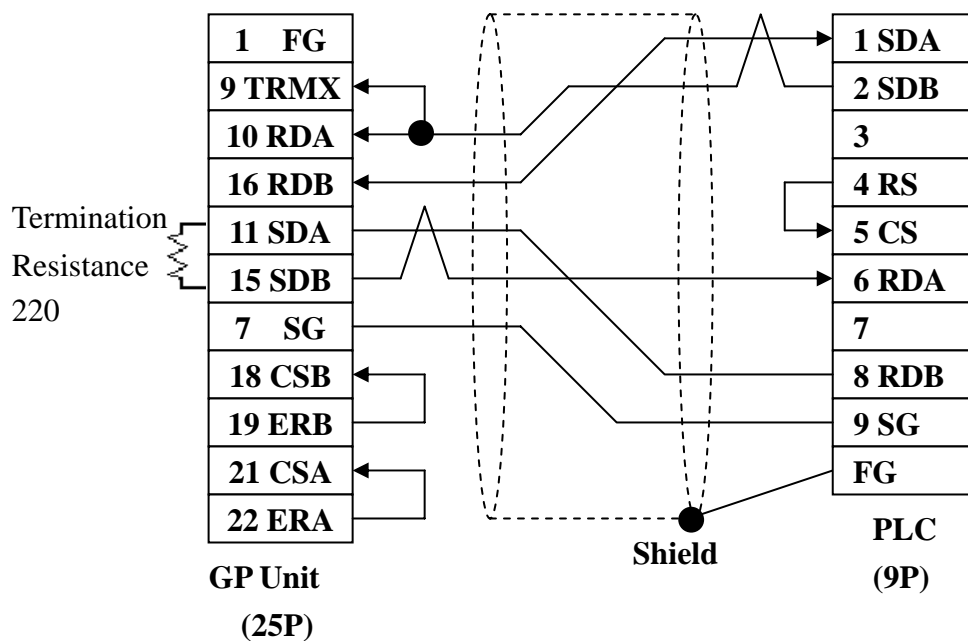 1 FG
9 TRMX
10 RDA
16 RDB
11 SDA
15 SDB
7 SG
18 CSB
19 ERB
21 CSA
22 ERA
GP Unit
(25P)
Termination
Resistance
220
Shield
1 SDA
2 SDB
3
4 RS
5 CS
6 RDA
7
8 RDB
9 SG
FG
PLC
(9P)